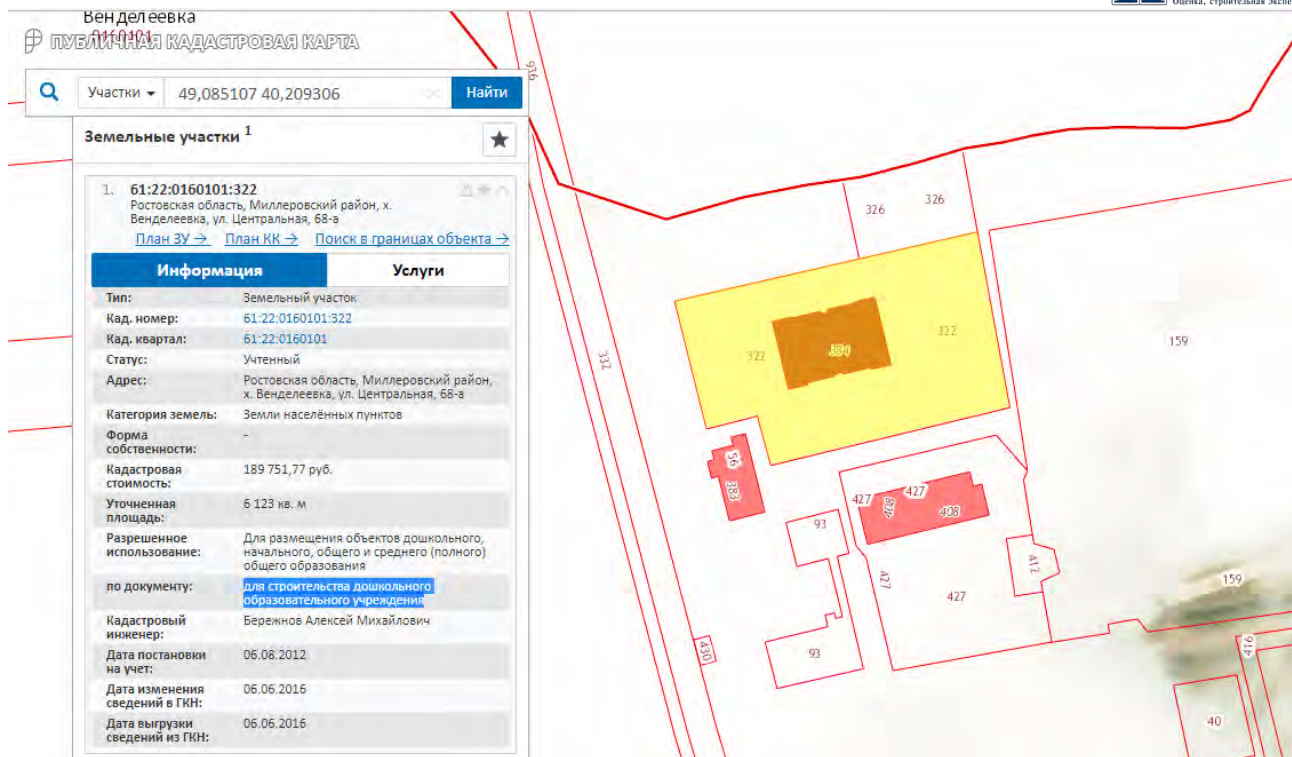 Оценка, строительная экспе
Венделеевка
0160101
ПУБЛИЧНАЯ КАДАСТРОВАЯ КАРТА
Участки
49,085107 40,209306
Найти
Земельные участки 1
1. 61:22:0160101:322
Ростовская область, Миллеровский район, х.
Венделеевка, ул. Центральная, 68-а
План ЗУ → План КК → Поиск в границах объекта →
Информация Услуги
Тип: Земельный участок
Кад. номер: 61:22:0160101:322
Кад. квартал: 61:22:0160101
Статус: Учтенный
Адрес: Ростовская область, Миллеровский район,
х. Венделеевка, ул. Центральная, 68-а
Категория земель: Земли населённых пунктов
Форма
собственности: -
Кадастровая
стоимость: 189 751,77 руб.
Уточненная
площадь: 6 123 кв. м
Разрешенное
использование: Для размещения объектов дошкольного,
начального, общего и среднего (полного)
общего образования
по документу: для строительства дошкольного
образовательного учреждения
Кадастровый
инженер: Бережнов Алексей Михайлович
Дата постановки
на учет: 06.08.2012
Дата изменения
сведений в ГКН: 06.06.2016
Дата выгрузки
сведений из ГКН: 06.06.2016
936
326
326
322
322
332
159
56
383
427
427
408
408
93
412
427
427
159
430
93
416
40